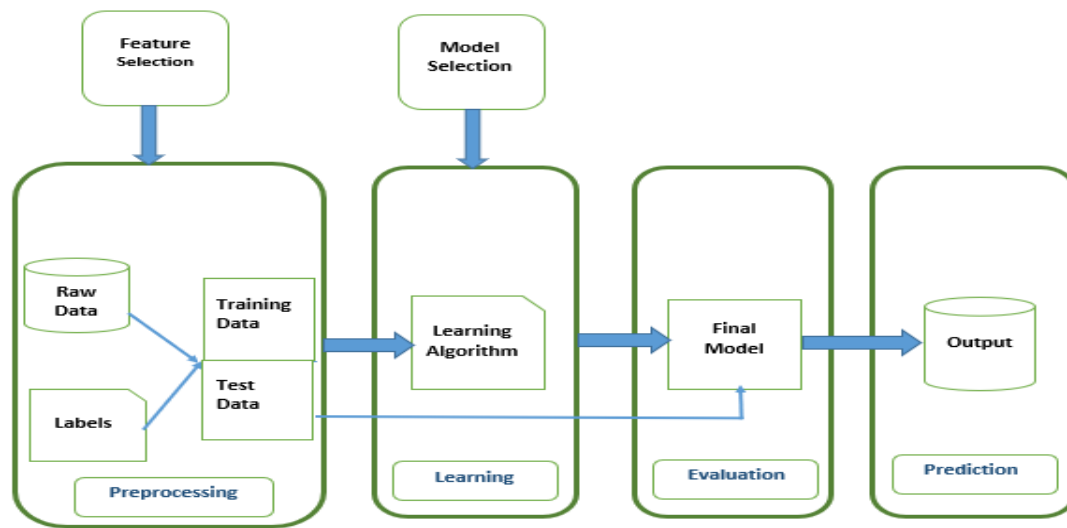 Feature
Selection
Model
Selection
Raw
Data
Labels
Training
Data
Test
Data
Preprocessing
Learning
Algorithm
Learning
Final
Model
Evaluation
Output
Prediction